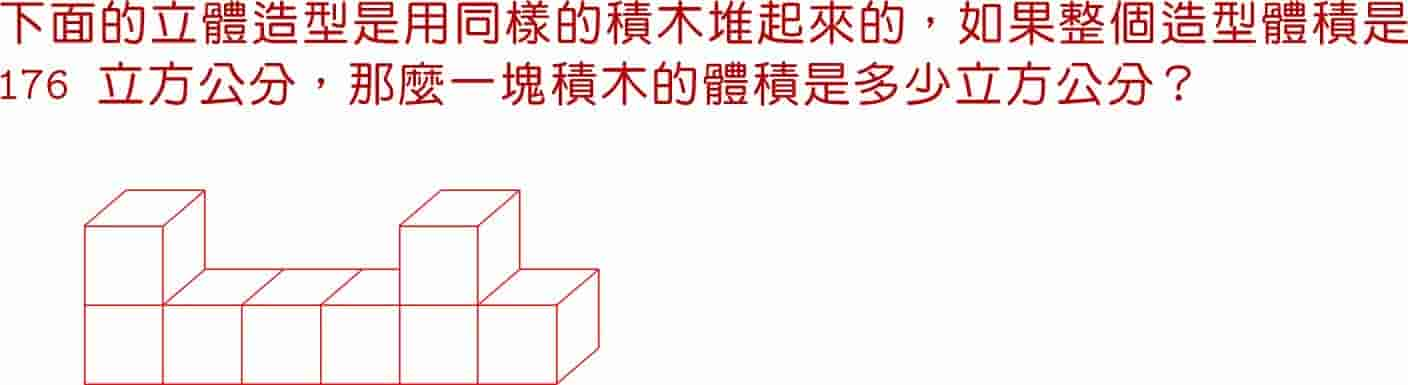 下面的立體造型是用同樣的積木堆起來的，如果整個造型體積是
176 立方公分，那麼一塊積木的體積是多少立方公分？